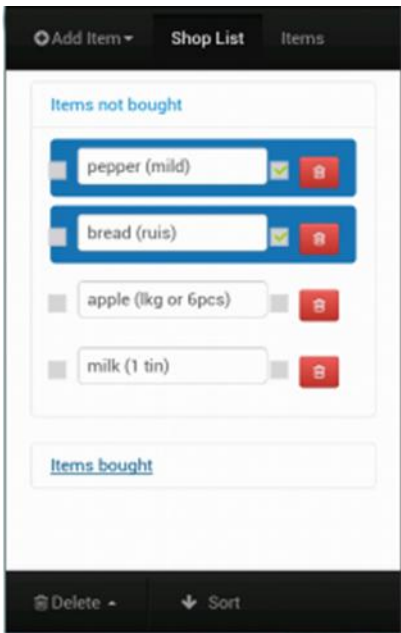 Add Item Shop List Items
Items not bought
pepper (mild)
bread (ruis)
apple (lkg or 6pcs)
milk (1 tin)
Items bought
Delete Sort